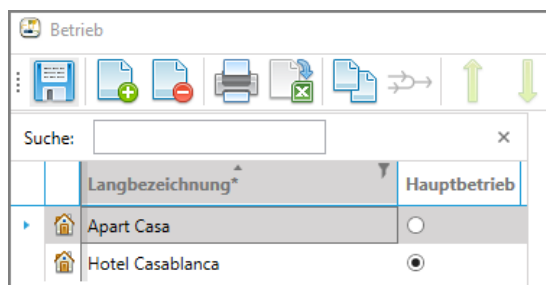 Betrieb
Suche:
Langbezeichnung* Hauptbetrieb
Apart Casa
Hotel Casablanca